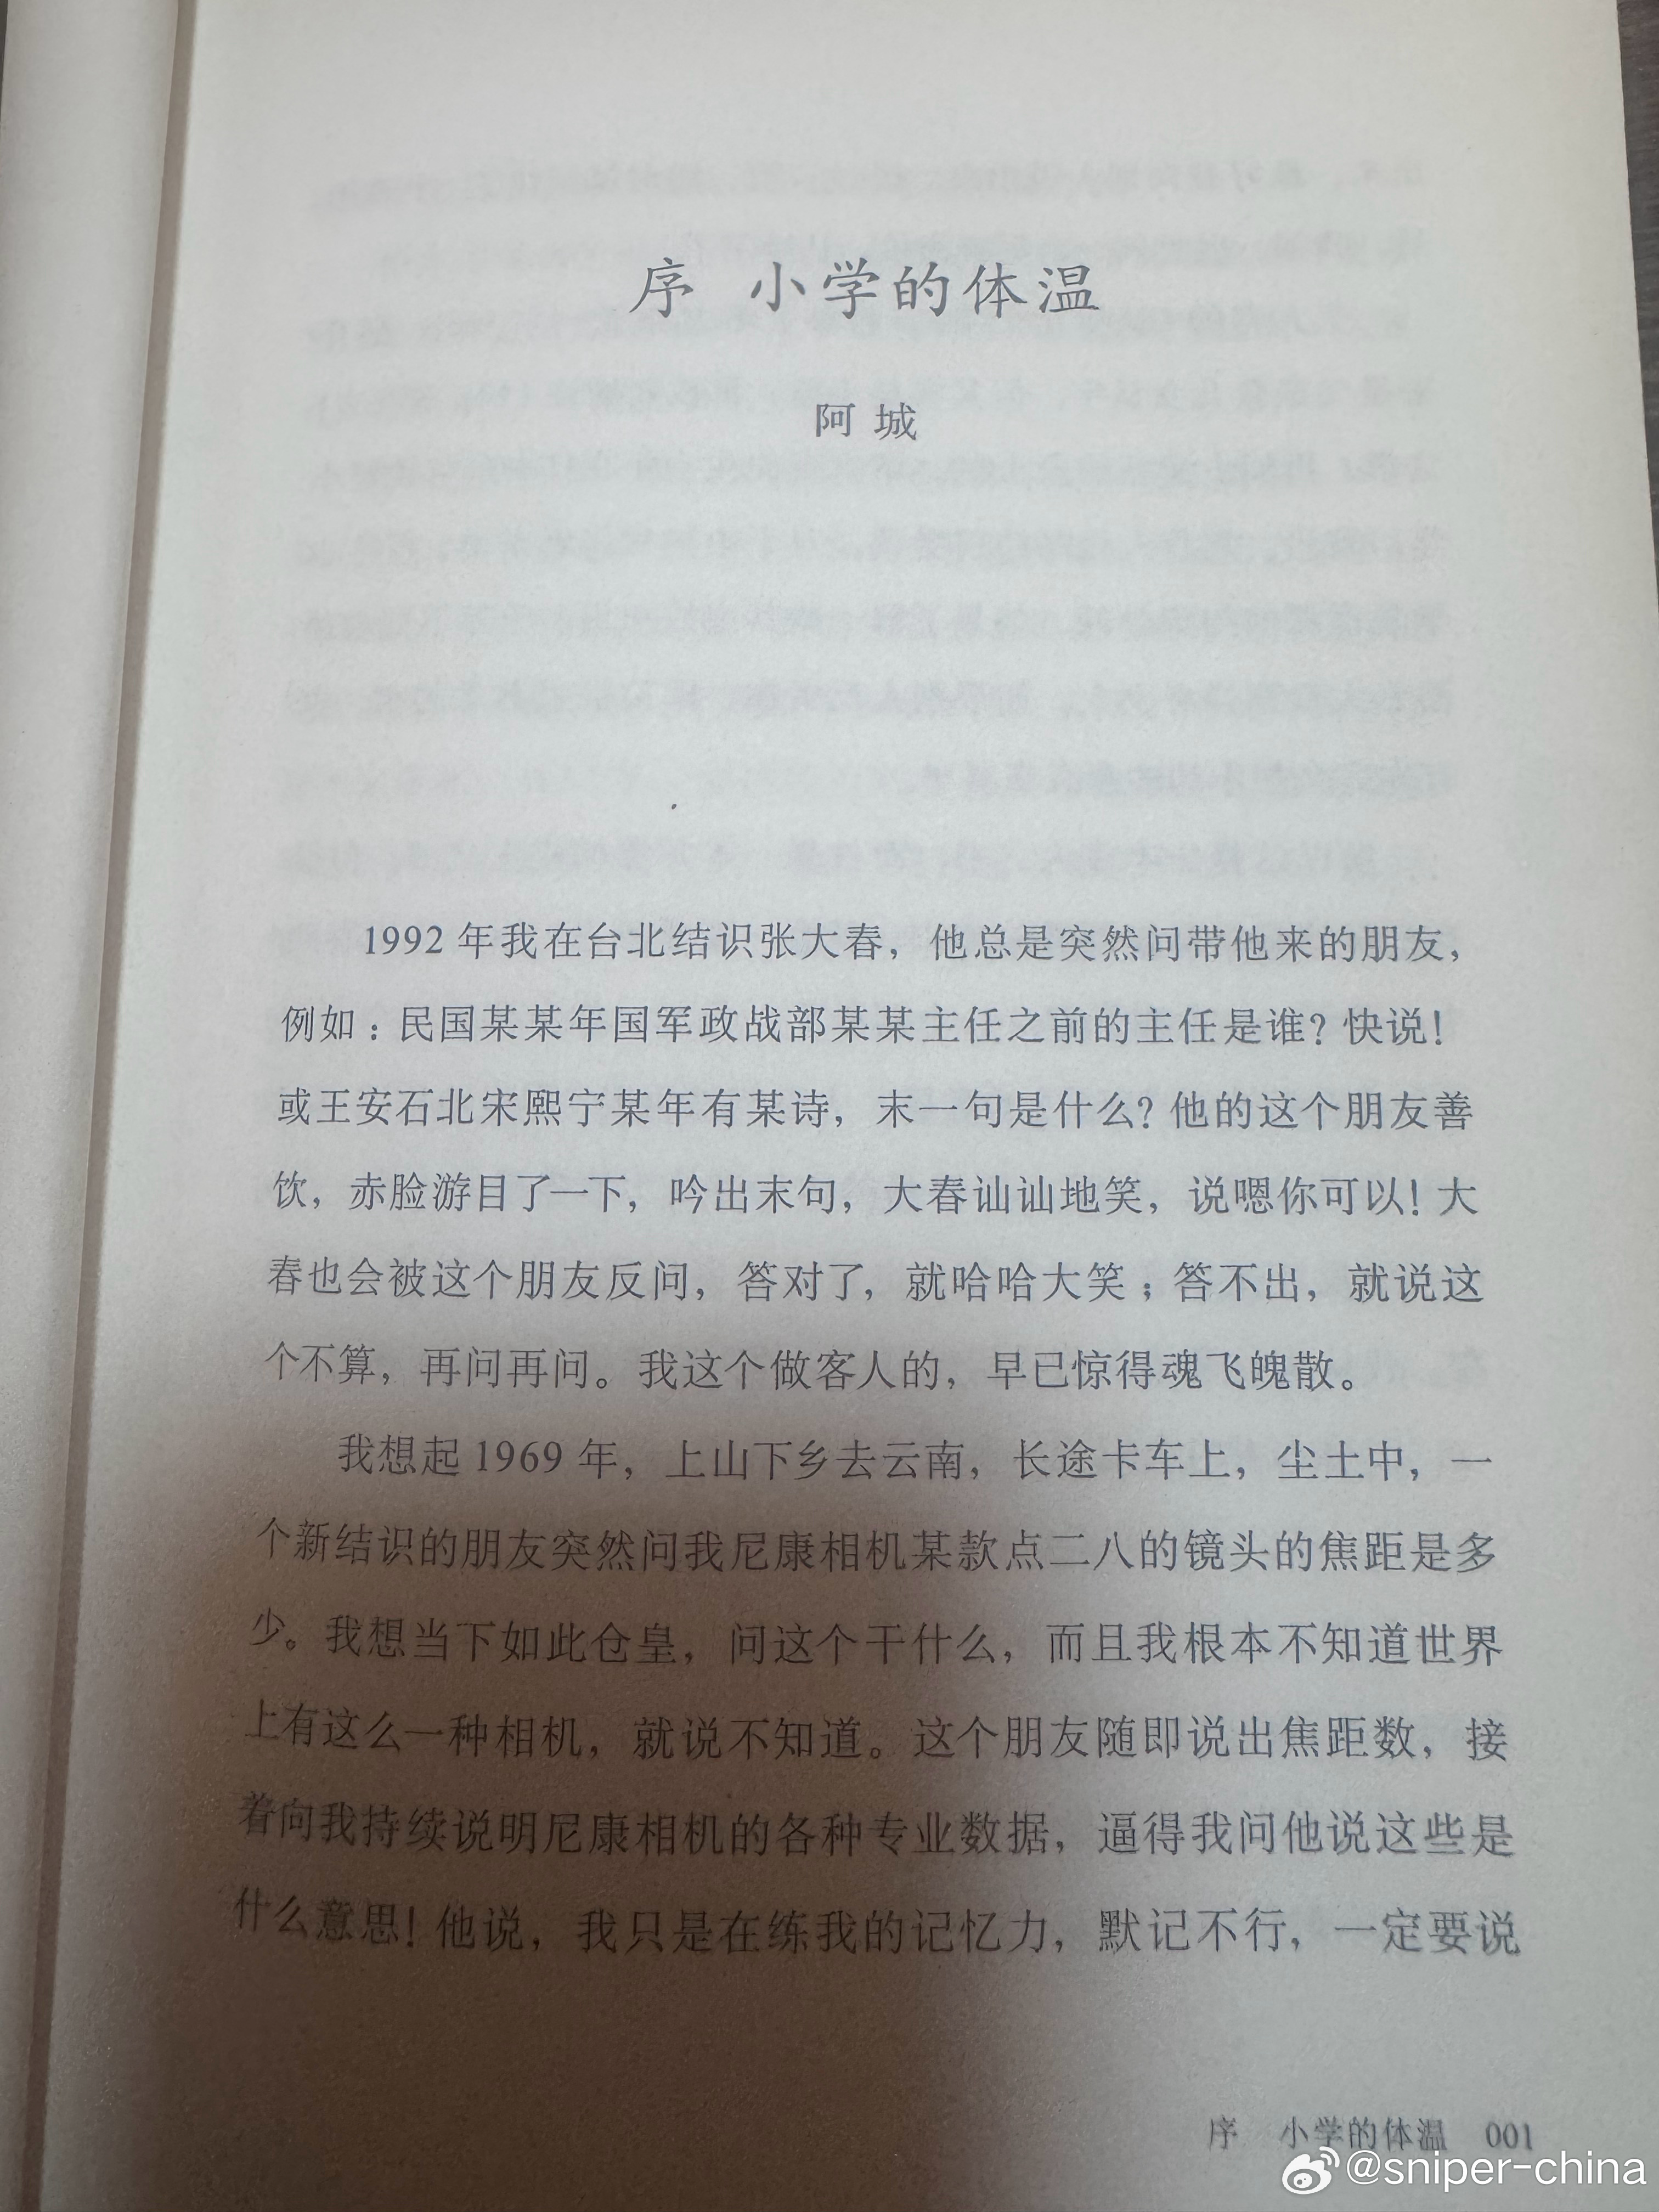 序 小学的体温
阿城
1992年我在台北结识张大春，他总是突然问带他来的朋友，
例如：民国某某年国军政战部某某主任之前的主任是谁？快说！
或王安石北宋熙宁某年有某诗，末一句是什么？他的这个朋友善
饮，赤脸游目了一下，吟出末句，大春讪讪地笑，说嗯你可以！大
春也会被这个朋友反问，答对了，就哈哈大笑；答不出，就说这
个不算，再问再问。我这个做客人的，早已惊得魂飞魄散。
我想起1969年，上山下乡去云南，长途卡车上，尘土中，一
个新结识的朋友突然问我尼康相机某款点二八的镜头的焦距是多
少。我想当下如此仓皇，问这个干什么，而且我根本不知道世界
上有这么一种相机，就说不知道。这个朋友随即说出焦距数，接
着向我持续说明尼康相机的各种专业数据，逼得我问他说这些是
什么意思！他说，我只是在练我的记忆力，默记不行，一定要说
序 小学的体温 001
@sniper-china